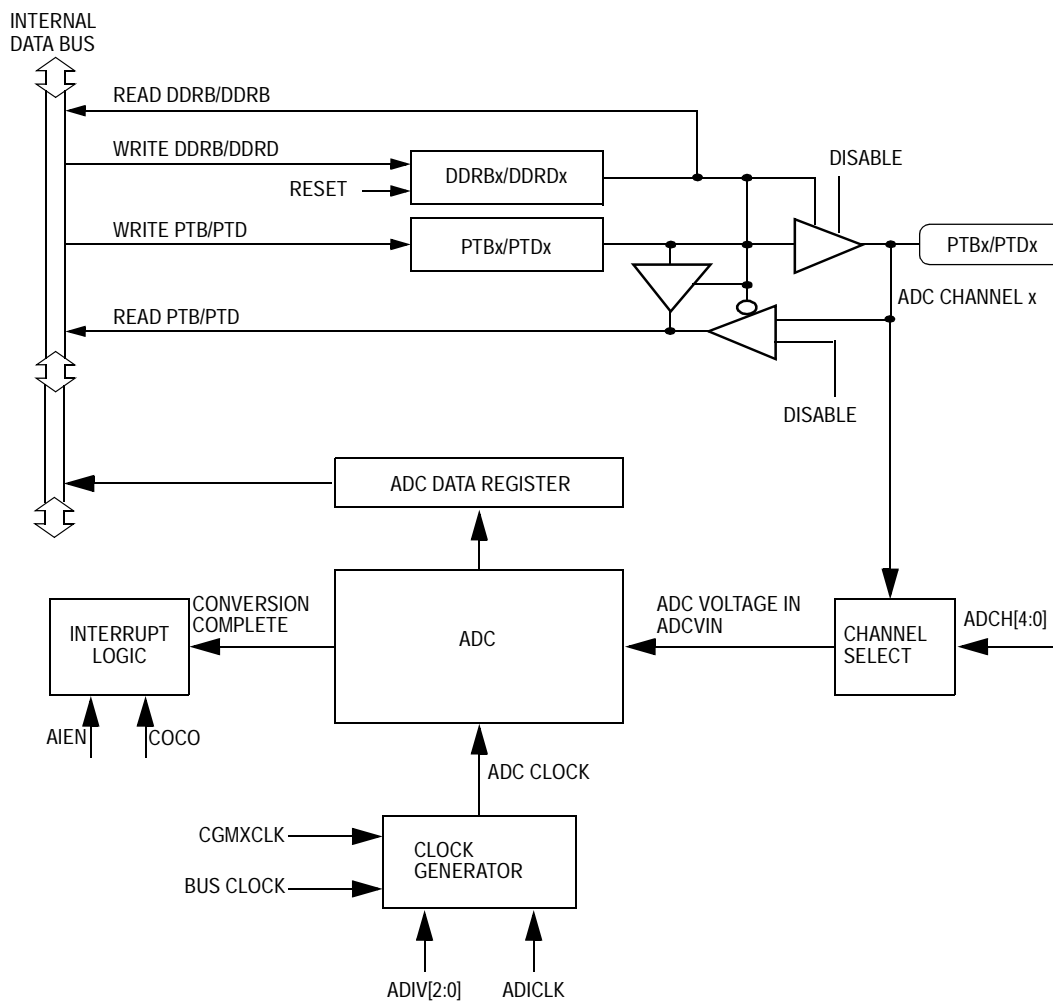 INTERNAL
DATA BUS
READ DDRB/DDRB
WRITE DDRB/DDRD
RESET
DDRBx/DDRDx
DISABLE
WRITE PTB/PTD
PTBx/PTDx
PTBx/PTDx
ADC CHANNEL x
READ PTB/PTD
DISABLE
ADC DATA REGISTER
INTERRUPT
LOGIC
CONVERSION
COMPLETE
ADC
ADC VOLTAGE IN
ADCVIN
CHANNEL
SELECT
ADCH[4:0]
AIEN
COCO
ADC CLOCK
CGMXCLK
BUS CLOCK
CLOCK
GENERATOR
ADIV[2:0]
ADICLK